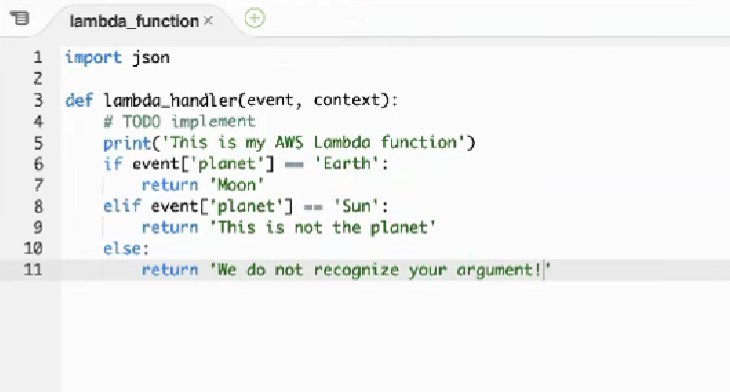 lambda_function ×
1 import json
2
3 def lambda_handler(event, context):
4 # TODO implement
5 print('This is my AWS Lambda function')
6 if event['planet'] == 'Earth':
7 return 'Moon'
8 elif event['planet'] == 'Sun':
9 return 'This is not the planet'
10 else:
11 return 'We do not recognize your argument!'